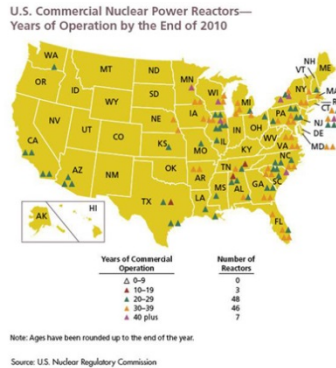 U.S. Commercial Nuclear Power Reactors—
Years of Operation by the End of 2010
WA
MT
ND
MN
NH
VT
ME
OR
ID
SD
WI
MI
NY
MA
WY
RI
CT
NV
NE
IA
PA
NJ
UT
CO
IL
IN
OH
DE
CA
KS
MO
KY
WV
VA
MD
AZ
NM
OK
AR
TN
NC
SC
MS
AL
GA
TX
LA
FL
AK
HI
Years of Commercial
Operation
Number of
Reactors
0–9 0
10–19 3
20–29 48
30–39 46
40 plus 7
Note: Ages have been rounded up to the end of the year.
Source: U.S. Nuclear Regulatory Commission